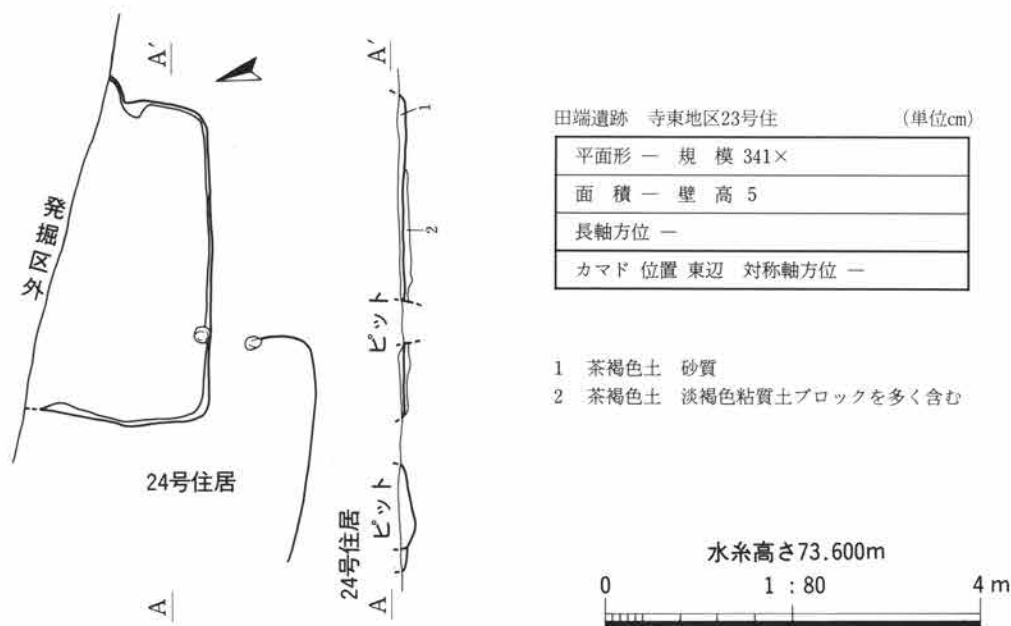 A′
A′
1
2
発掘区外
ピット
24号住居
24号住居
ピット
A
A
田端遺跡 寺東地区23号住 (単位cm)
平面形 ― 規 模 341×
面 積 ― 壁 高 5
長軸方位 ―
カマド 位置 東辺 対称軸方位 ―
1 茶褐色土 砂質
2 茶褐色土 淡褐色粘質土ブロックを多く含む
水糸高さ73.600m
0 1：80 4 m